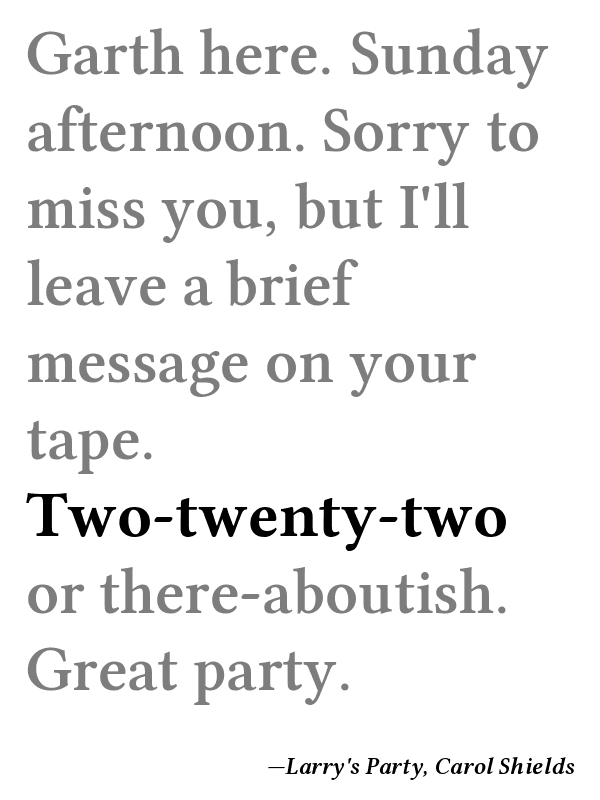 Garth here. Sunday
afternoon. Sorry to
miss you, but I'll
leave a brief
message on your
tape.
Two-twenty-two
or there-aboutish.
Great party.
—Larry's Party, Carol Shields